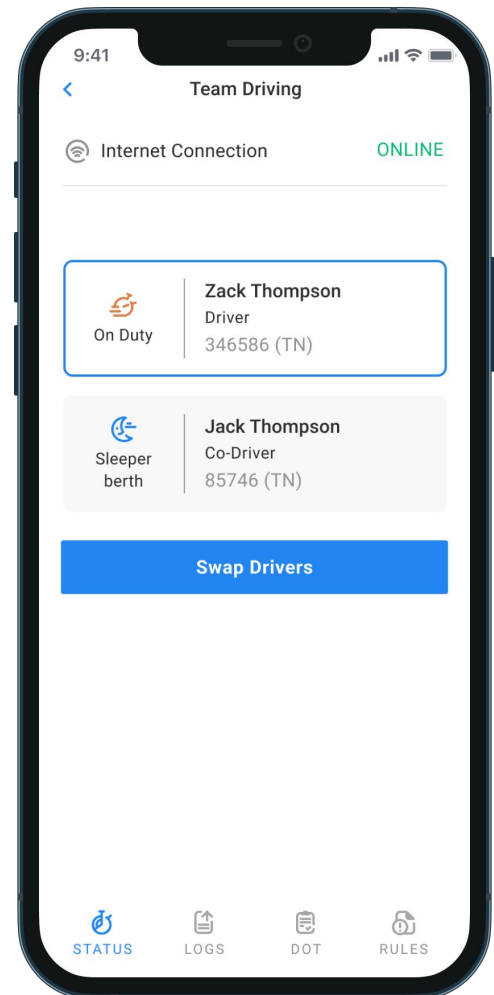 9:41
Team Driving
Internet Connection
ONLINE
On Duty
Zack Thompson
Driver
346586 (TN)
Sleeper
berth
Jack Thompson
Co-Driver
85746 (TN)
Swap Drivers
STATUS
LOGS
DOT
RULES